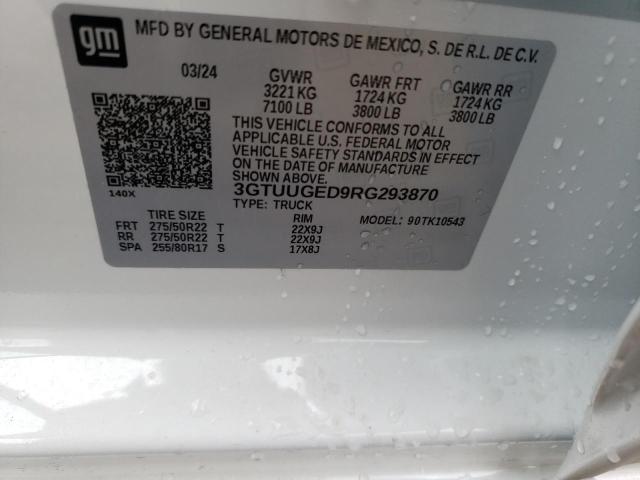 gm MFD BY GENERAL MOTORS DE MEXICO, S. DE R.L. DE C.V.
03/24 GVWR GAWR FRT GAWR RR
3221 KG 1724 KG 1724 KG
7100 LB 3800 LB 3800 LB
THIS VEHICLE CONFORMS TO ALL
APPLICABLE U.S. FEDERAL MOTOR
VEHICLE SAFETY STANDARDS IN EFFECT
ON THE DATE OF MANUFACTURE
SHOWN ABOVE.
140X 3GTUUGED9RG293870
TYPE: TRUCK
TIRE SIZE RIM MODEL: 90TK10543
FRT 275/50R22 T 22X9J
RR 275/50R22 T 22X9J
SPA 255/80R17 S 17X8J